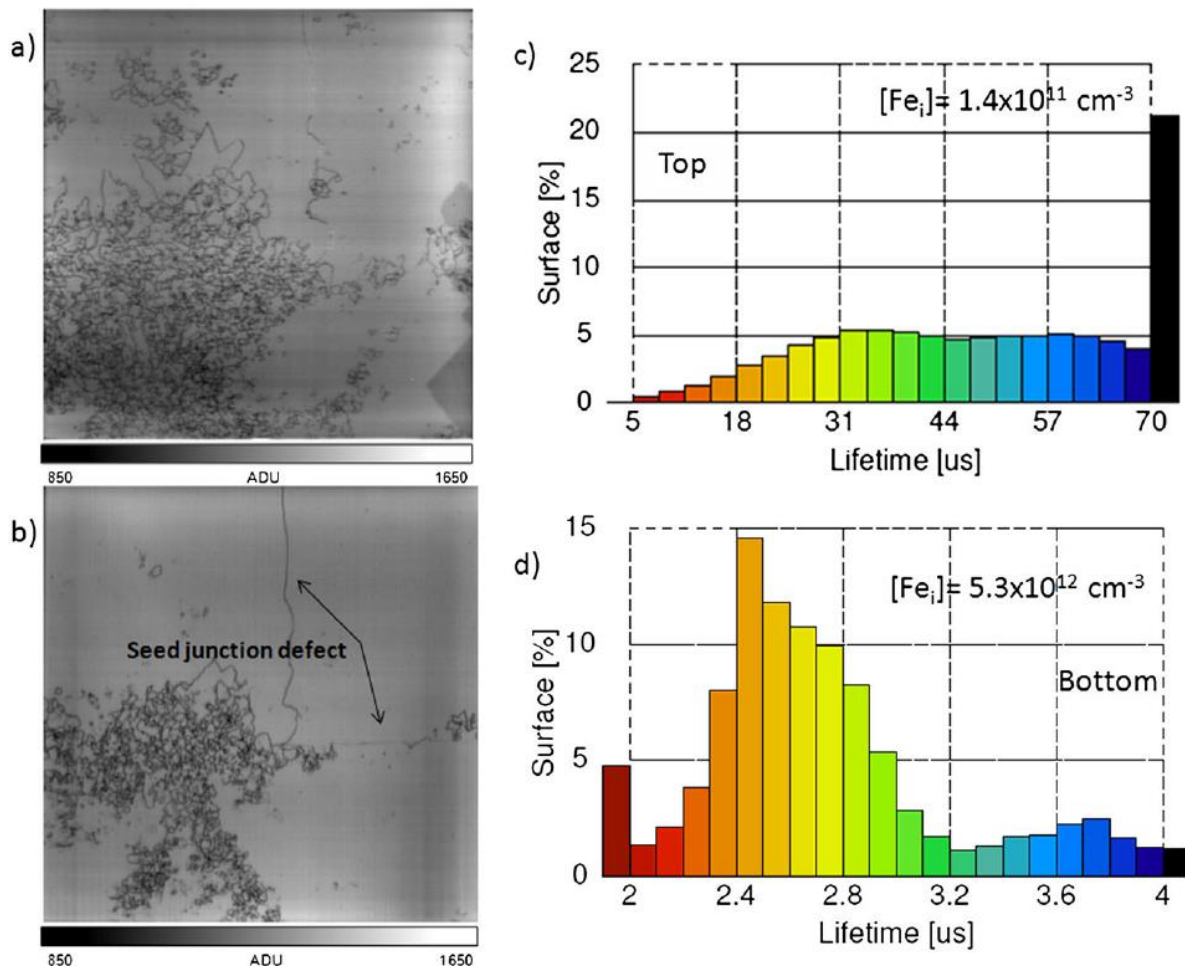 a)
850 ADU 1650
b)
Seed junction defect
850 ADU 1650
c)
25
20
15
10
5
0
Surface [%]
[Feᵢ]= 1.4x10¹¹ cm⁻³
Top
5 18 31 44 57 70
Lifetime [us]
d)
15
10
5
0
Surface [%]
[Feᵢ]= 5.3x10¹² cm⁻³
Bottom
2 2.4 2.8 3.2 3.6 4
Lifetime [us]